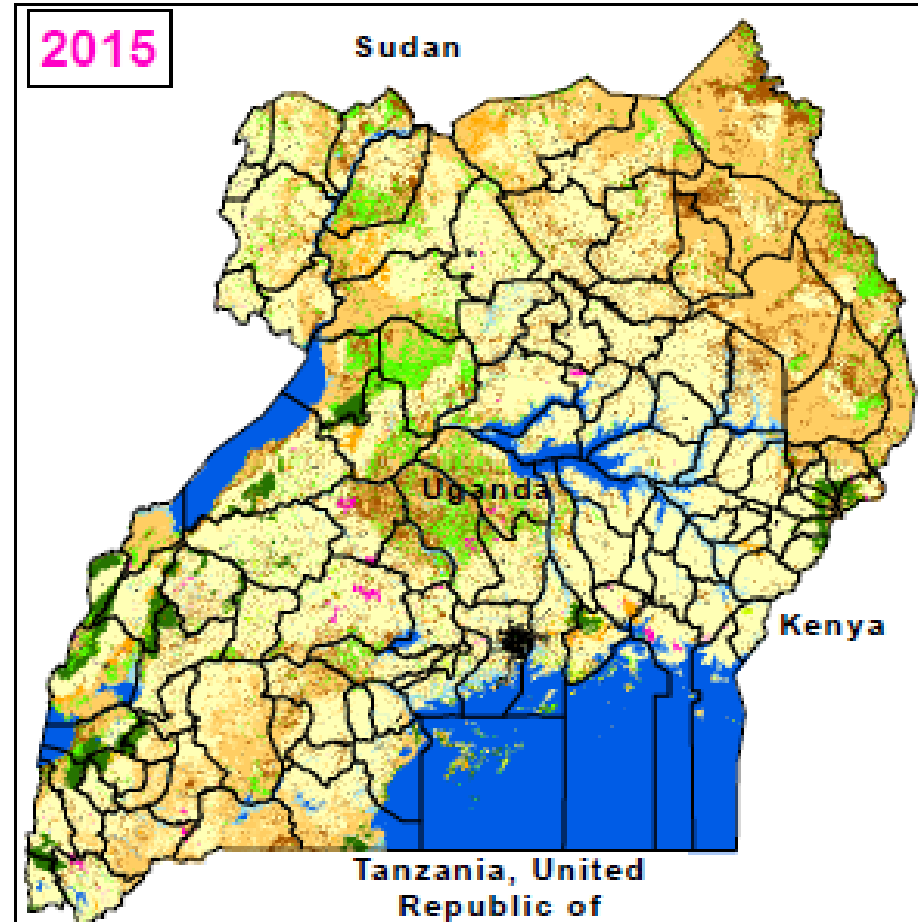 2015
Sudan
Uganda
Kenya
Tanzania, United
Republic of